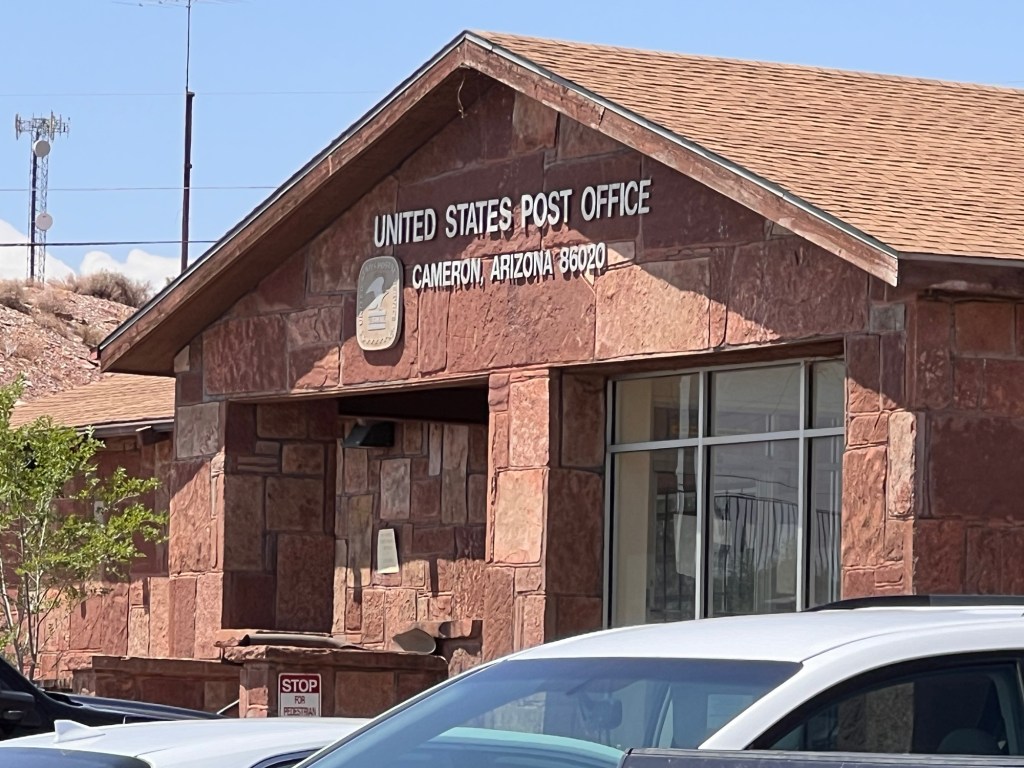 UNITED STATES POST OFFICE
CAMERON, ARIZONA 86020
STOP
FOR
PEDESTRIAN